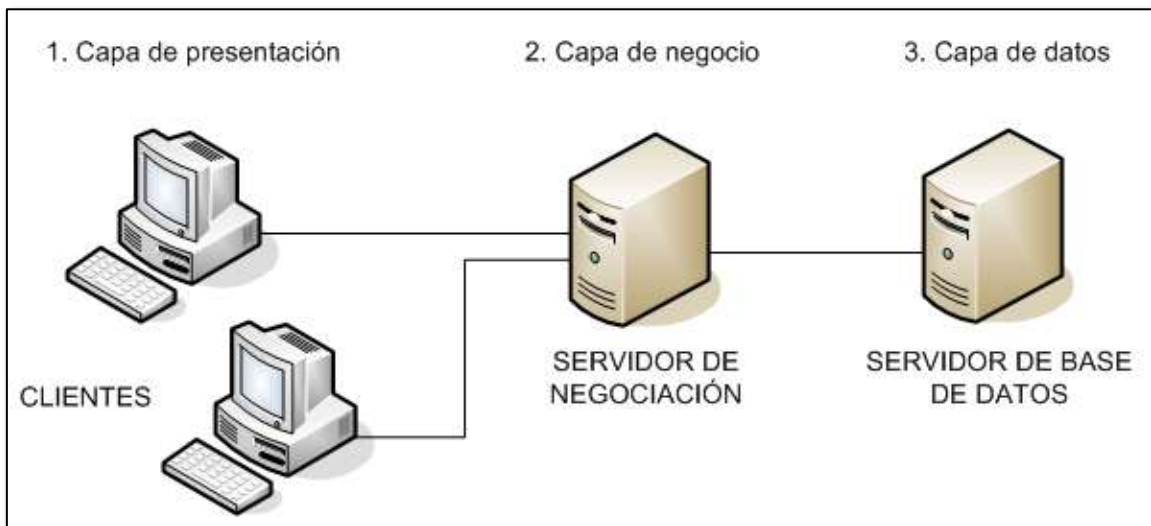 1. Capa de presentación
2. Capa de negocio
3. Capa de datos
CLIENTES
SERVIDOR DE
NEGOCIACIÓN
SERVIDOR DE BASE
DE DATOS